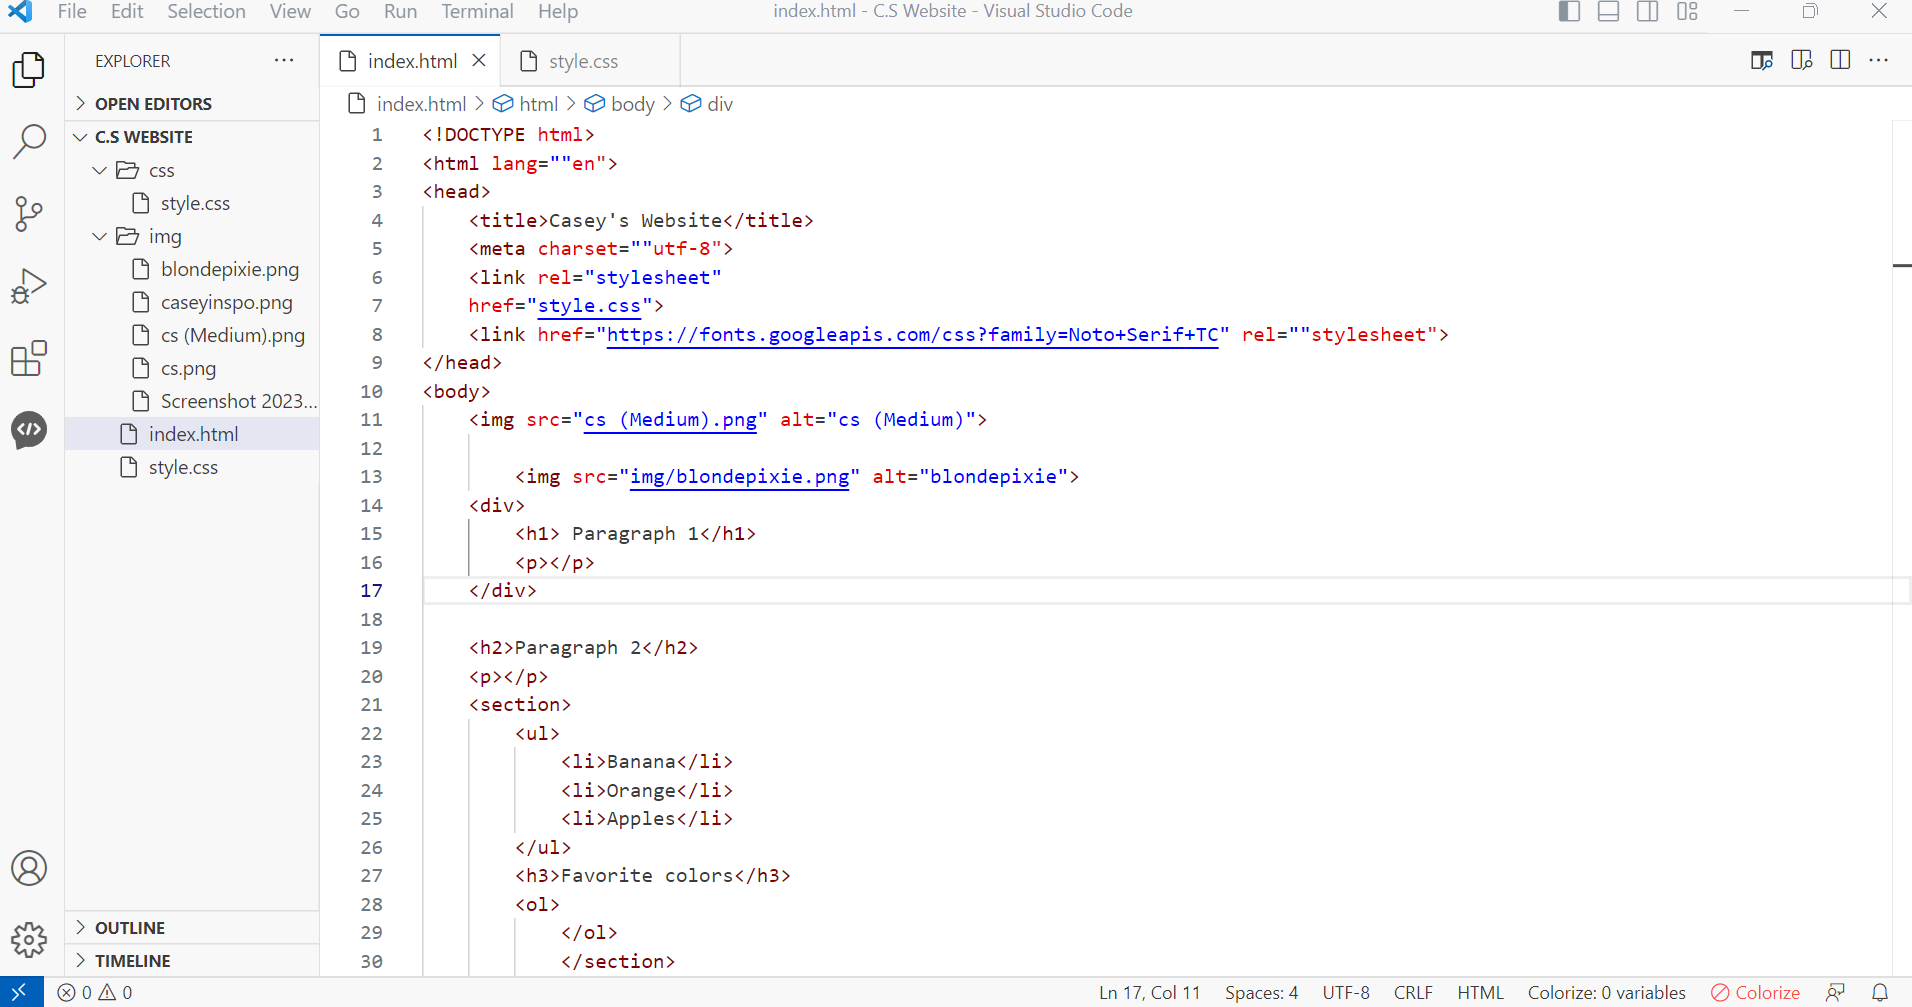 File Edit Selection View Go Run Terminal Help index.html - C.S Website - Visual Studio Code
EXPLORER ...
OPEN EDITORS
C.S WEBSITE
css
style.css
img
blondepixie.png
caseyinspo.png
cs (Medium).png
cs.png
Screenshot 2023...
index.html
style.css
OUTLINE
TIMELINE
index.html style.css
index.html > html > body > div
1 <!DOCTYPE html>
2 <html lang=""en">
3 <head>
4 <title>Casey's Website</title>
5 <meta charset=""utf-8">
6 <link rel="stylesheet"
7 href="style.css">
8 <link href="https://fonts.googleapis.com/css?family=Noto+Serif+TC" rel=""stylesheet">
9 </head>
10 <body>
11 <img src="cs (Medium).png" alt="cs (Medium)">
12
13 <img src="img/blondepixie.png" alt="blondepixie">
14 <div>
15 <h1> Paragraph 1</h1>
16 <p></p>
17 </div>
18
19 <h2>Paragraph 2</h2>
20 <p></p>
21 <section>
22 <ul>
23 <li>Banana</li>
24 <li>Orange</li>
25 <li>Apples</li>
26 </ul>
27 <h3>Favorite colors</h3>
28 <ol>
29 </ol>
30 </section>
0 0 Ln 17, Col 11 Spaces: 4 UTF-8 CRLF HTML Colorize: 0 variables Colorize